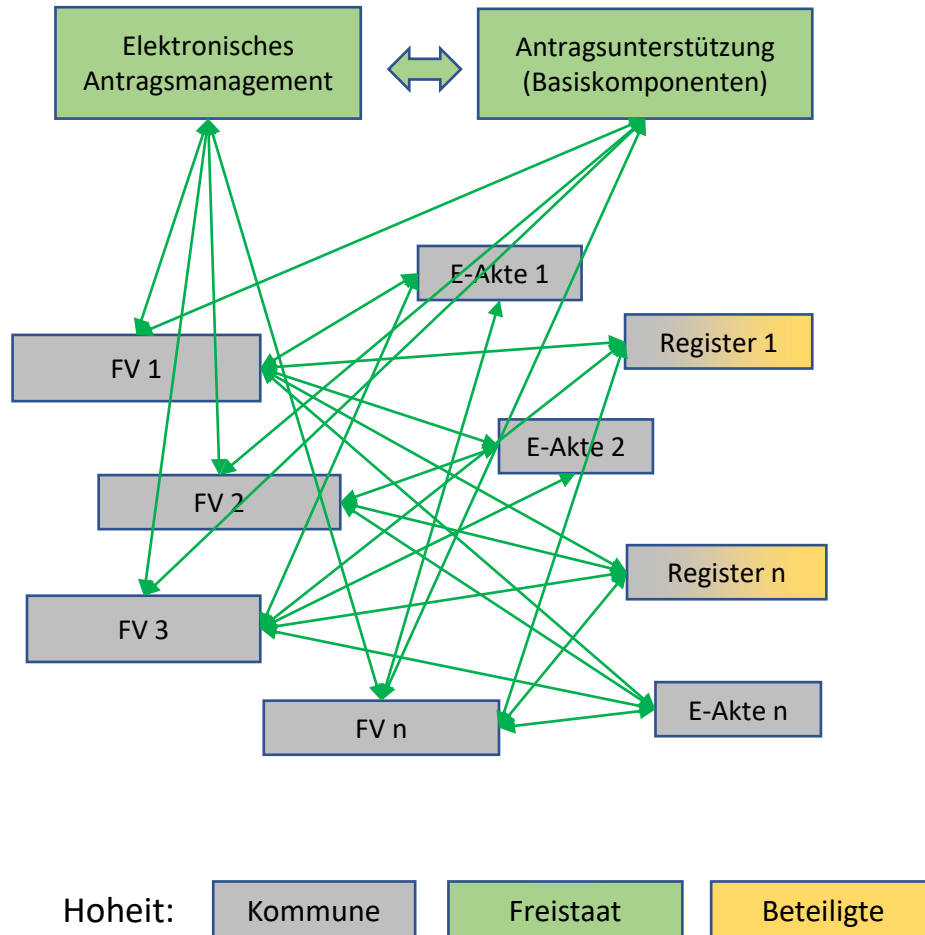 Elektronisches
Antragsmanagement
Antragsunterstützung
(Basiskomponenten)
E-Akte 1
Register 1
FV 1
E-Akte 2
FV 2
Register n
FV 3
E-Akte n
FV n
Hoheit:
Kommune
Freistaat
Beteiligte